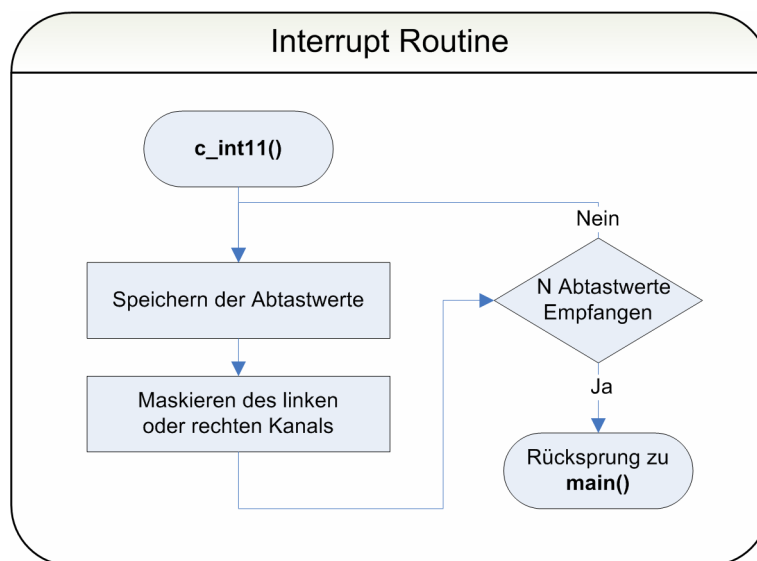 Interrupt Routine
c_int11()
Speichern der Abtastwerte
Maskieren des linken
oder rechten Kanals
Nein
N Abtastwerte
Empfangen
Ja
Rücksprung zu
main()